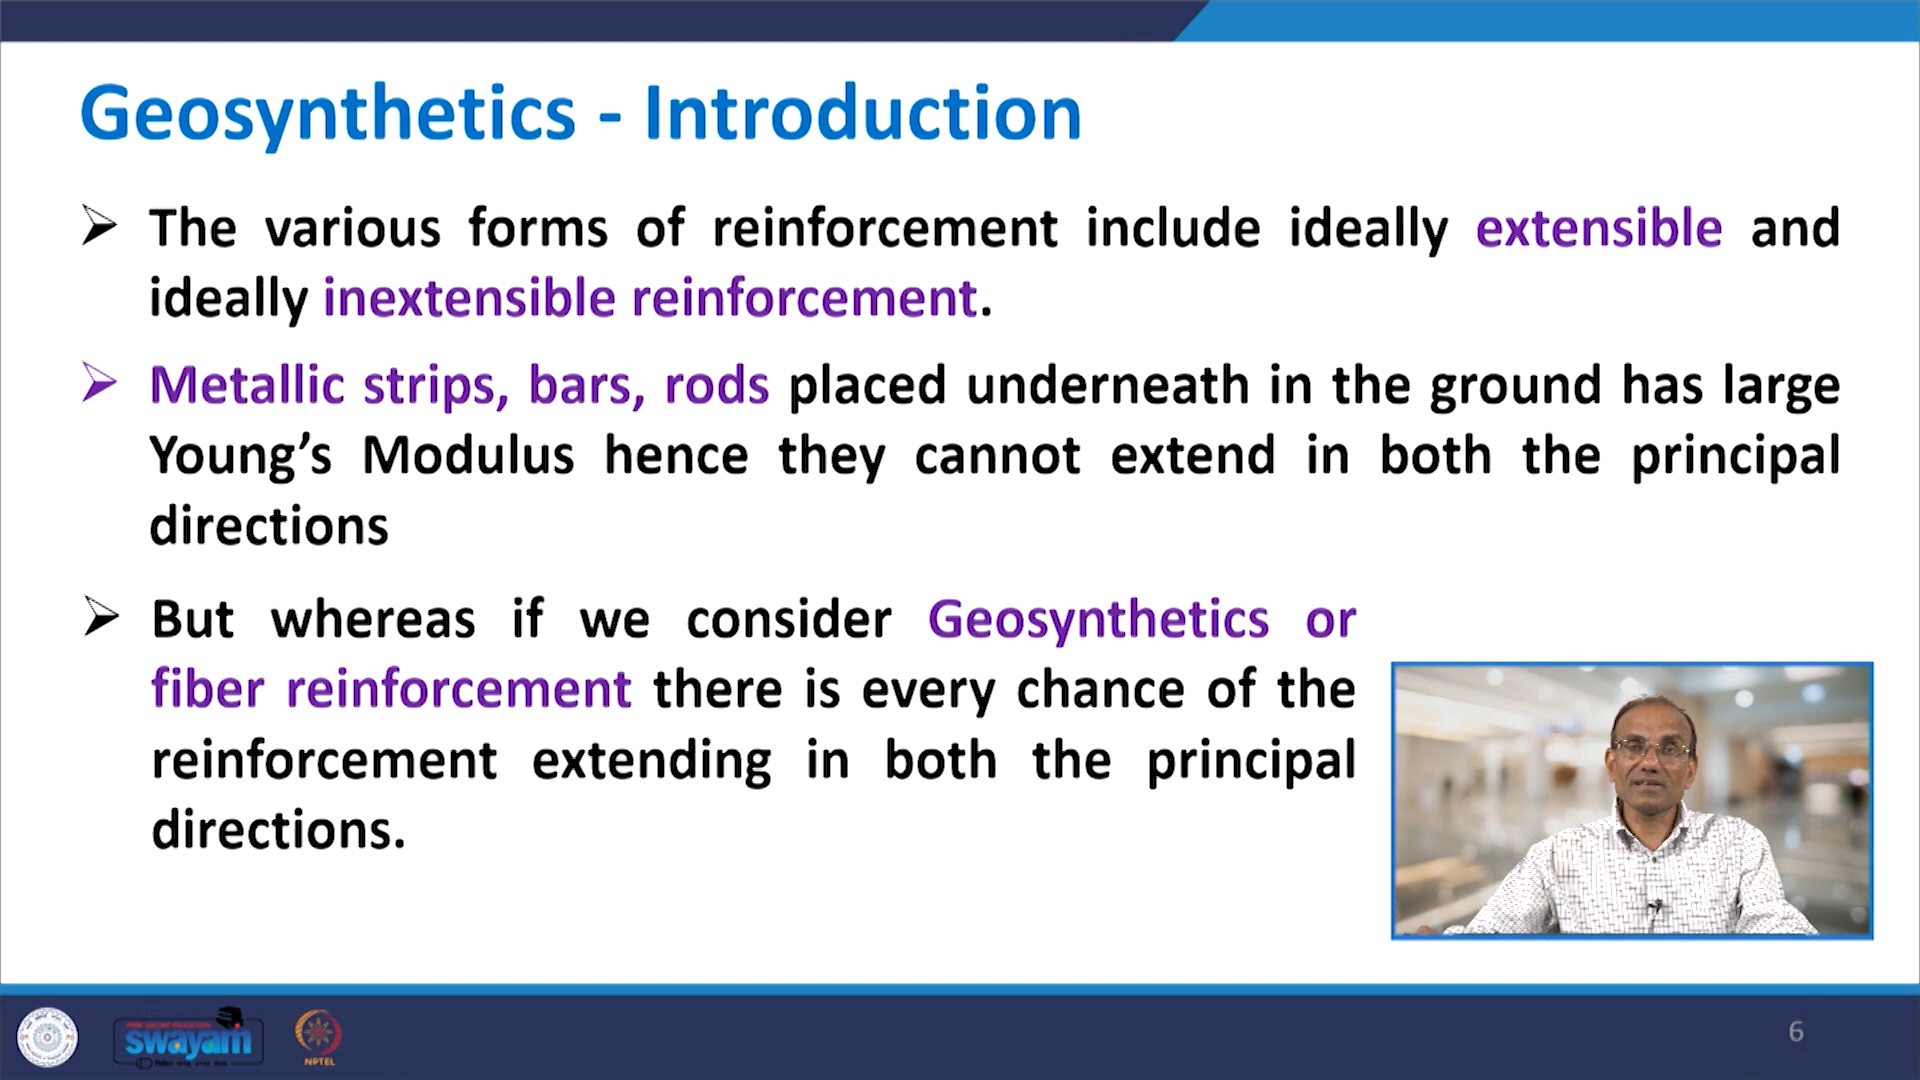 Geosynthetics - Introduction
The various forms of reinforcement include ideally extensible and
ideally inextensible reinforcement.
Metallic strips, bars, rods placed underneath in the ground has large
Young’s Modulus hence they cannot extend in both the principal
directions
But whereas if we consider Geosynthetics or
fiber reinforcement there is every chance of the
reinforcement extending in both the principal
directions.
swayam
NPTEL
6